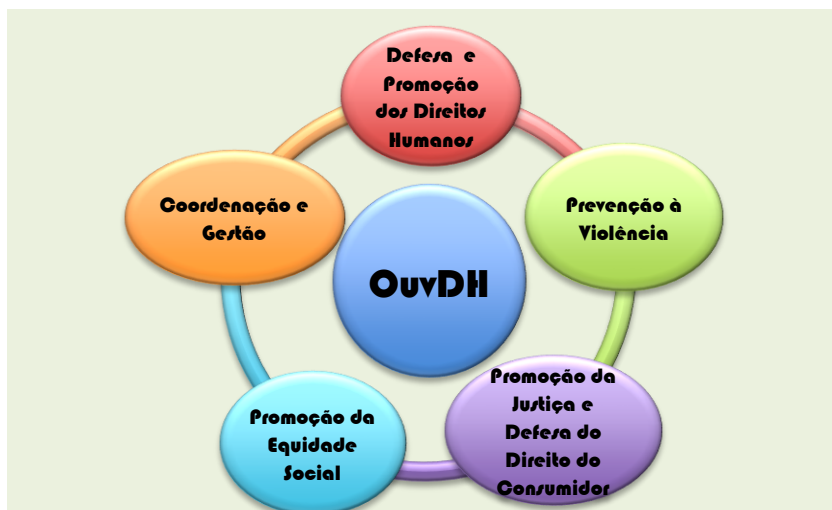 Defesa e
Promoção
dos Direitos
Humanos
Coordenação e
Gestão
Prevenção à
Violência
OuvDH
Promoção da
Equidade
Social
Promoção da
Justiça e
Defesa do
Direito do
Consumidor